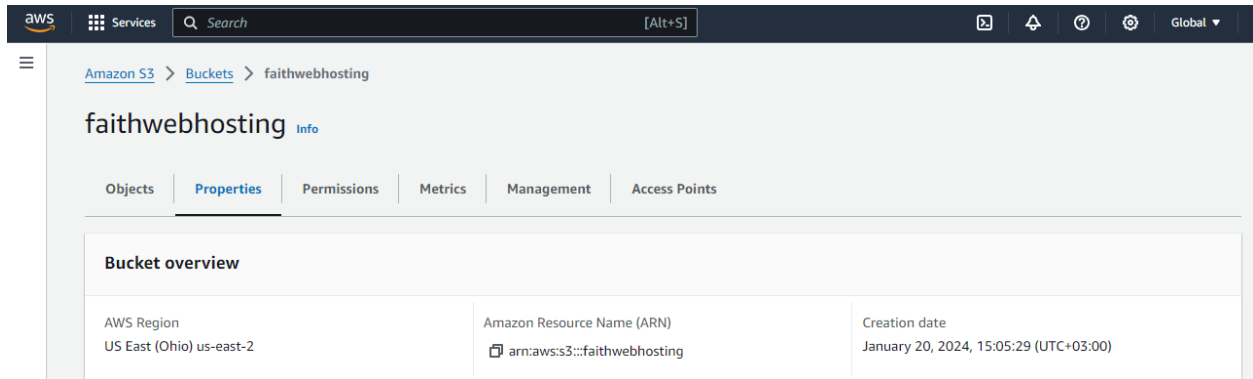 aws Services Search [Alt+S] Global
Amazon S3 > Buckets > faithwebhosting
faithwebhosting Info
Objects Properties Permissions Metrics Management Access Points
Bucket overview
AWS Region Amazon Resource Name (ARN) Creation date
US East (Ohio) us-east-2 arn:aws:s3:::faithwebhosting January 20, 2024, 15:05:29 (UTC+03:00)